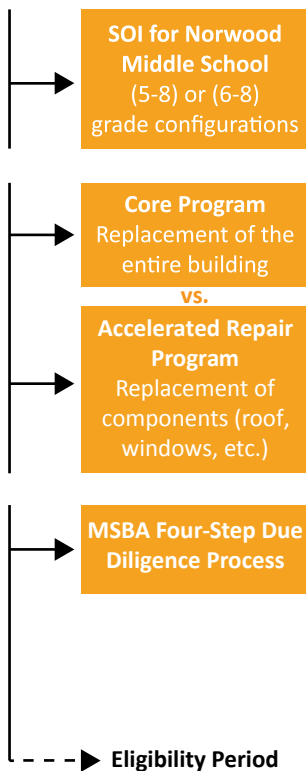 SOI for Norwood
Middle School
(5-8) or (6-8)
grade configurations
Core Program
Replacement of the
entire building
vs.
Accelerated Repair
Program
Replacement of
components (roof,
windows, etc.)
MSBA Four-Step Due
Diligence Process
Eligibility Period